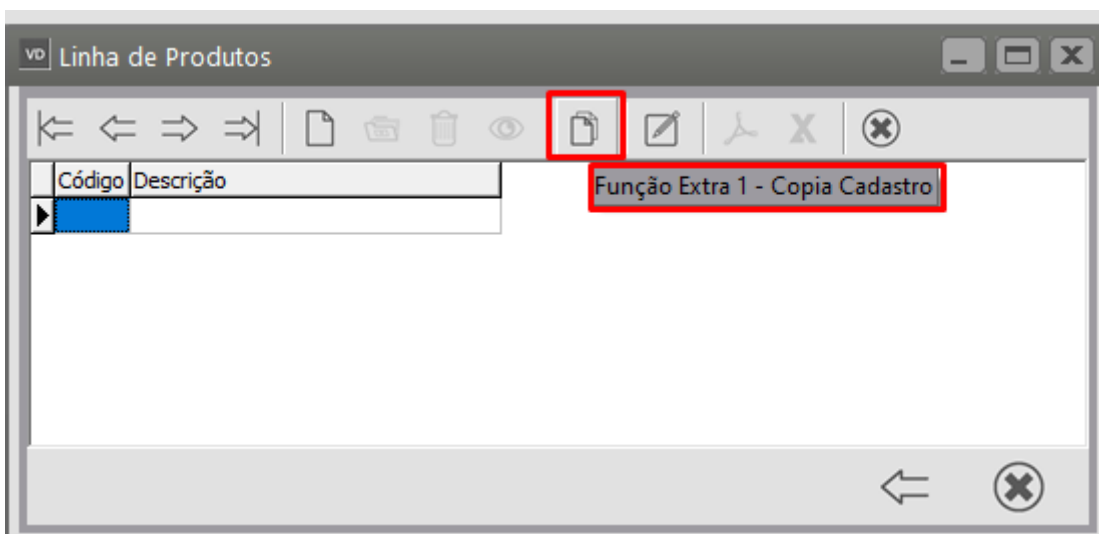 VD Linha de Produtos
X
Código Descrição
Função Extra 1 - Copia Cadastro